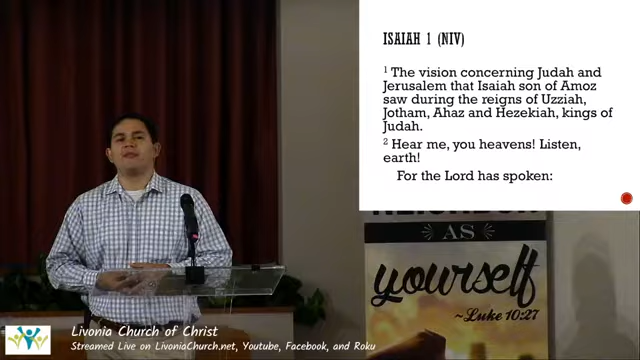 ISAIAH 1 (NIV)
1 The vision concerning Judah and
Jerusalem that Isaiah son of Amoz
saw during the reigns of Uzziah,
Jotham, Ahaz and Hezekiah, kings of
Judah.
2 Hear me, you heavens! Listen,
earth!
For the Lord has spoken:
AS
yourself
~Luke 10:27
Livonia Church of Christ
Streamed Live on LivoniaChurch.net, Youtube, Facebook, and Roku